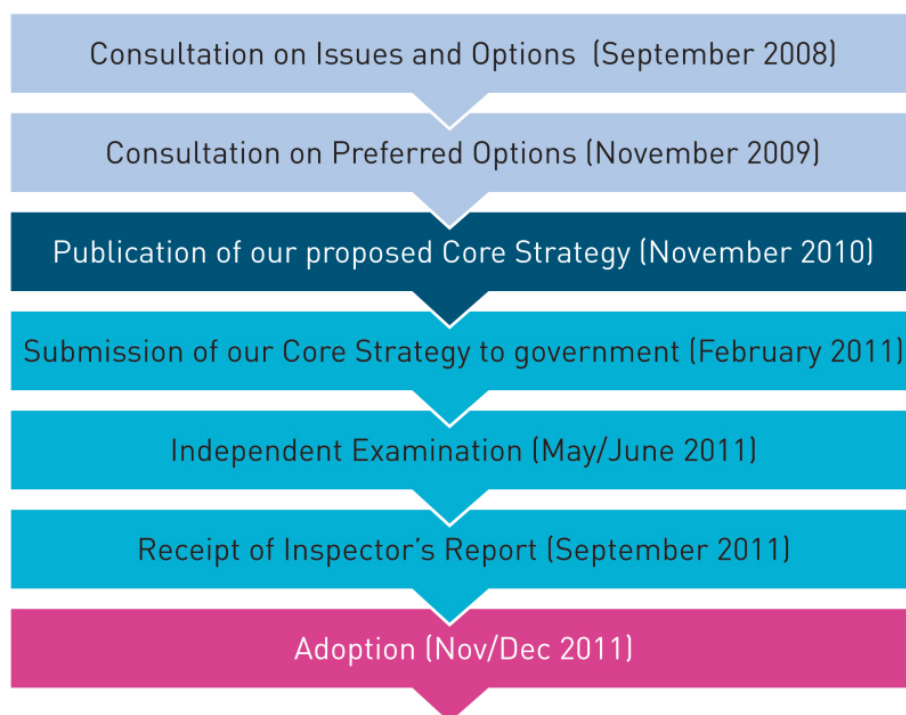 Consultation on Issues and Options (September 2008)
Consultation on Preferred Options (November 2009)
Publication of our proposed Core Strategy (November 2010)
Submission of our Core Strategy to government (February 2011)
Independent Examination (May/June 2011)
Receipt of Inspector’s Report (September 2011)
Adoption (Nov/Dec 2011)